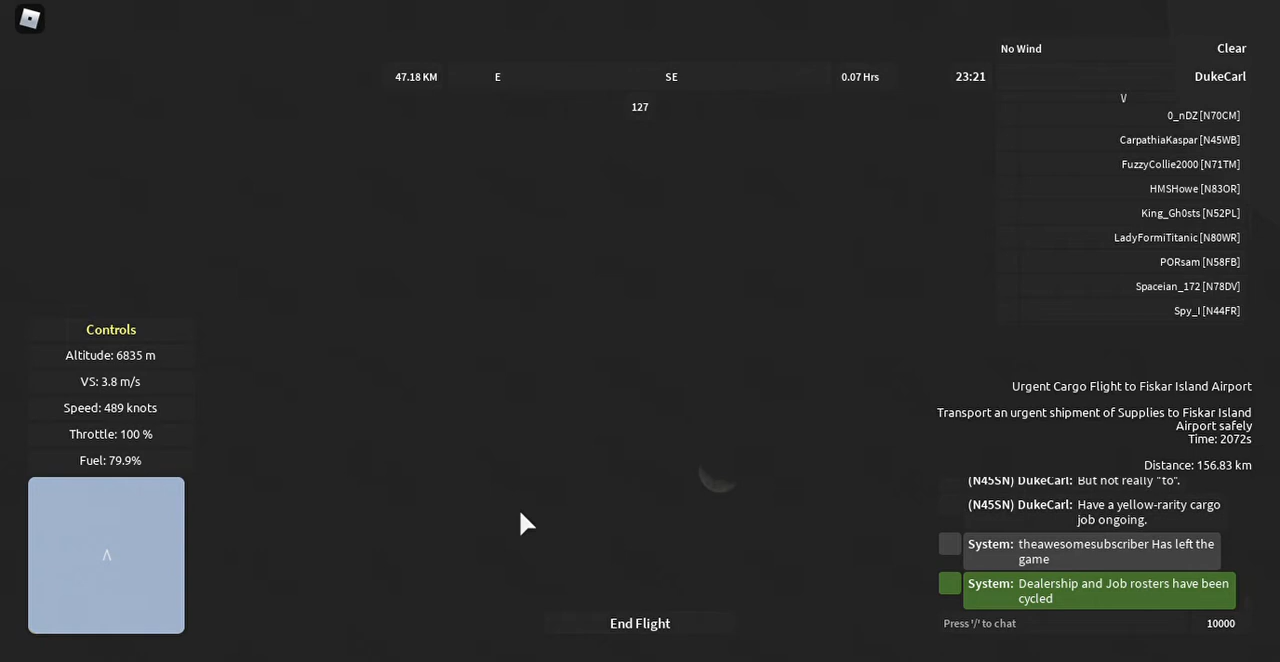 No Wind
Clear
47.18 KM
E
SE
0.07 Hrs
23:21
DukeCarl
127
V
0_nDZ [N70CM]
CarpathiaKaspar [N45WB]
FuzzyCollie2000 [N71TM]
HMSHowe [N83OR]
King_Gh0sts [N52PL]
LadyFormiTitanic [N80WR]
PORsam [N58FB]
Spaceian_172 [N78DV]
Spy_I [N44FR]
Controls
Altitude: 6835 m
VS: 3.8 m/s
Speed: 489 knots
Throttle: 100 %
Fuel: 79.9%
Λ
Urgent Cargo Flight to Fiskar Island Airport
Transport an urgent shipment of Supplies to Fiskar Island
Airport safely
Time: 2072s
Distance: 156.83 km
(N45SN) DukeCarl: But not really "to".
(N45SN) DukeCarl: Have a yellow-rarity cargo
job ongoing.
System: theawesomesubscriber Has left the
game
System: Dealership and Job rosters have been
cycled
Press '/' to chat
10000
End Flight